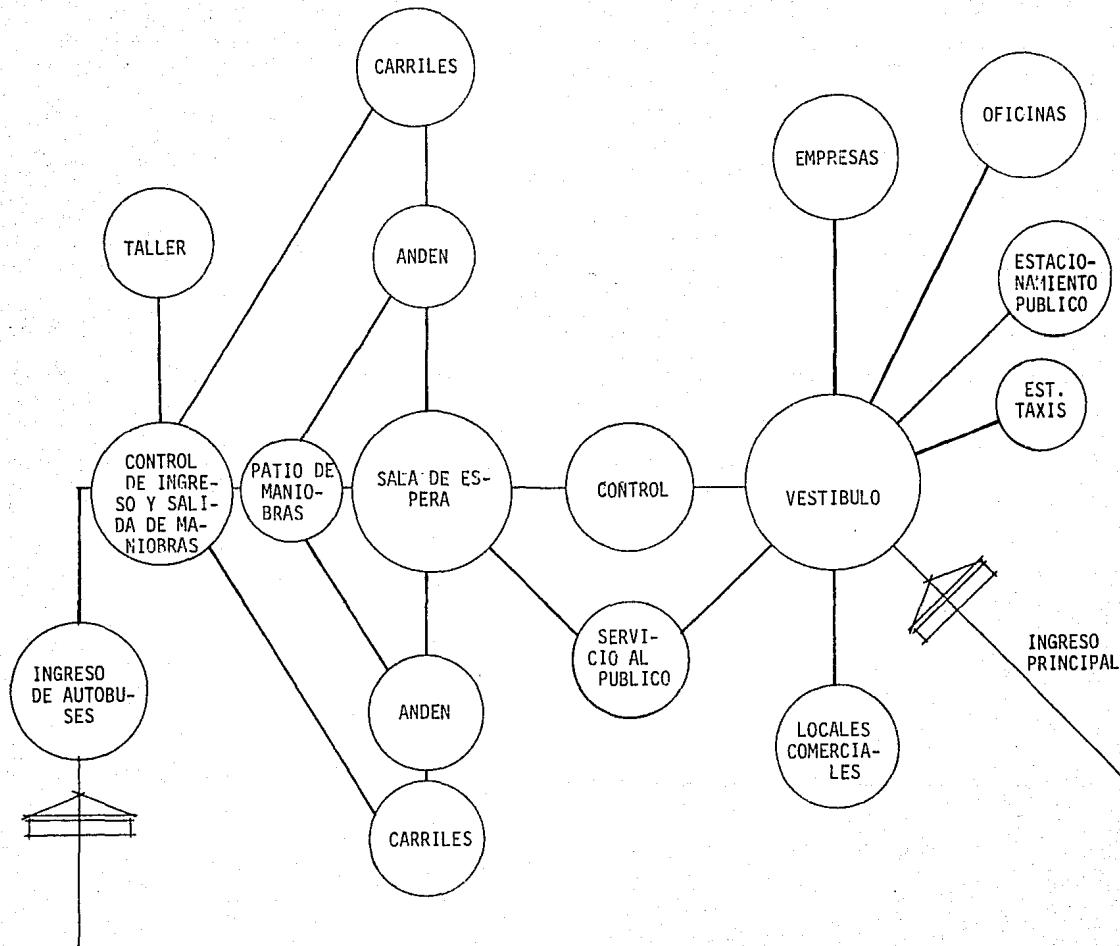 CARRILES
OFICINAS
EMPRESAS
TALLER
ANDEN
ESTACIO-
NAMIENTO
PUBLICO
EST.
TAXIS
CONTROL
DE INGRE-
SO Y SALI-
DA DE MA-
NIOBRAS
PATIO DE
MANIO-
BRAS
SALA DE ES-
PERA
CONTROL
VESTIBULO
INGRESO
DE AUTOBU-
SES
SERVI-
CIO AL
PUBLICO
INGRESO
PRINCIPAL
ANDEN
LOCALES
COMERCIA-
LES
CARRILES